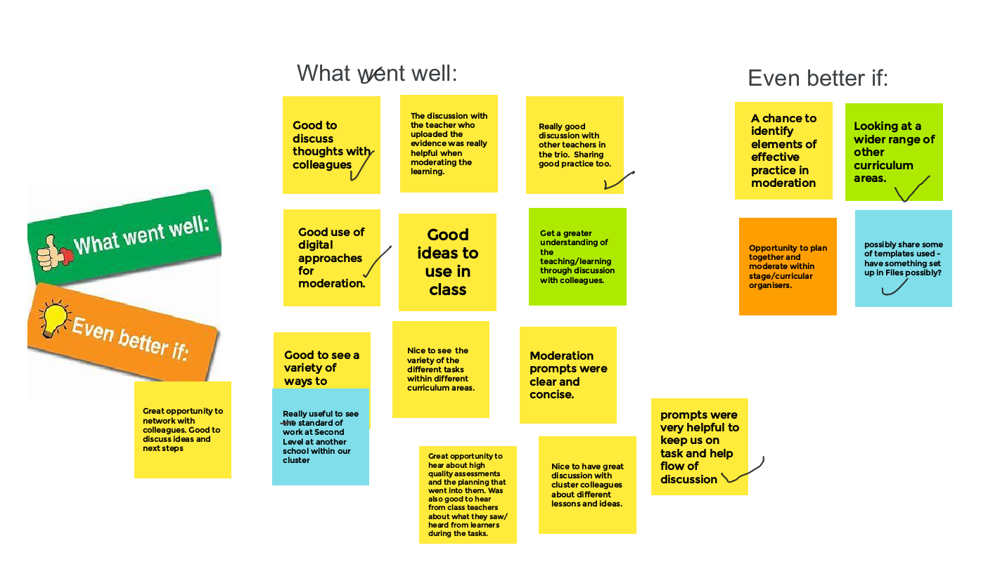 What went well:
Even better if:
Good to
discuss
thoughts with
colleagues
The discussion with
the teacher who
uploaded the
evidence was really
helpful when
moderating the
learning.
Really good
discussion with
other teachers in
the trio. Sharing
good practice too.
A chance to
identify
elements of
effective
practice in
moderation
Looking at a
wider range of
other
curriculum
areas.
What went well:
Even better if:
Good use of
digital
approaches
for
moderation.
Good
ideas to
use in
class
Get a greater
understanding of
the
teaching/learning
through discussion
with colleagues.
Opportunity to plan
together and
moderate within
stage/curricular
organisers.
possibly share some
of templates used -
have something set
up in Files possibly?
Good to see a
variety of
ways to
Nice to see the
variety of the
different tasks
within different
curriculum areas.
Moderation
prompts were
clear and
concise.
Great opportunity to
network with
colleagues. Good to
discuss ideas and
next steps
Really useful to see
the standard of
work at Second
Level at another
school within our
cluster
Great opportunity to
hear about high
quality assessments
and the planning that
went into them. Was
also good to hear
from class teachers
about what they saw/
heard from learners
during the tasks.
Nice to have great
discussion with
cluster colleagues
about different
lessons and ideas.
prompts were
very helpful to
keep us on
task and help
flow of
discussion